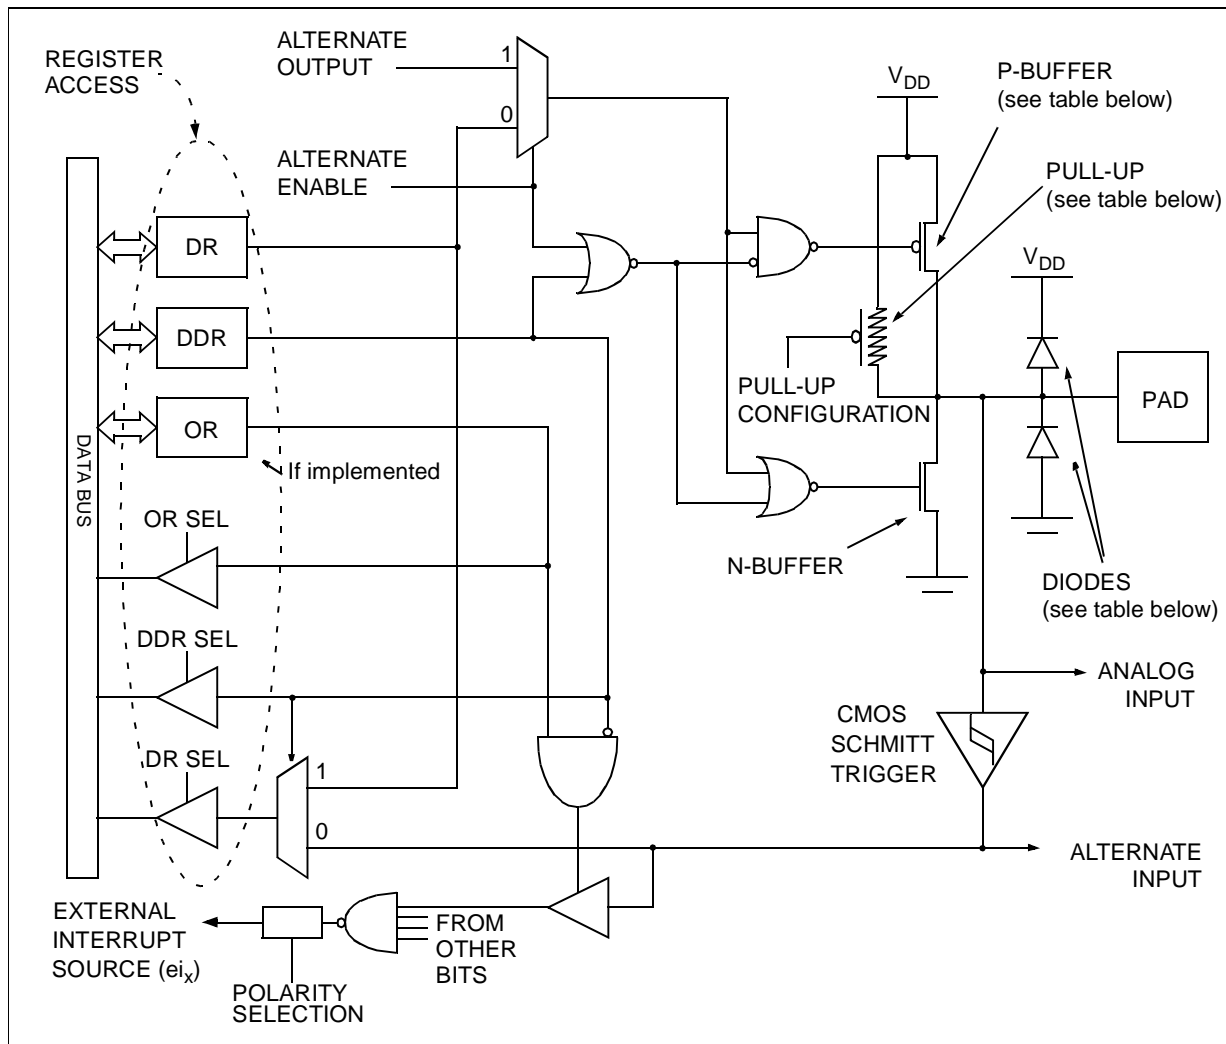 REGISTER
ACCESS
ALTERNATE
OUTPUT
1
0
ALTERNATE
ENABLE
VDD
P-BUFFER
(see table below)
PULL-UP
(see table below)
DR
DDR
OR
If implemented
DATA BUS
VDD
PULL-UP
CONFIGURATION
PAD
N-BUFFER
DIODES
(see table below)
OR SEL
DDR SEL
DR SEL
1
0
ANALOG
INPUT
CMOS
SCHMITT
TRIGGER
ALTERNATE
INPUT
EXTERNAL
INTERRUPT
SOURCE (eix)
FROM
OTHER
BITS
POLARITY
SELECTION